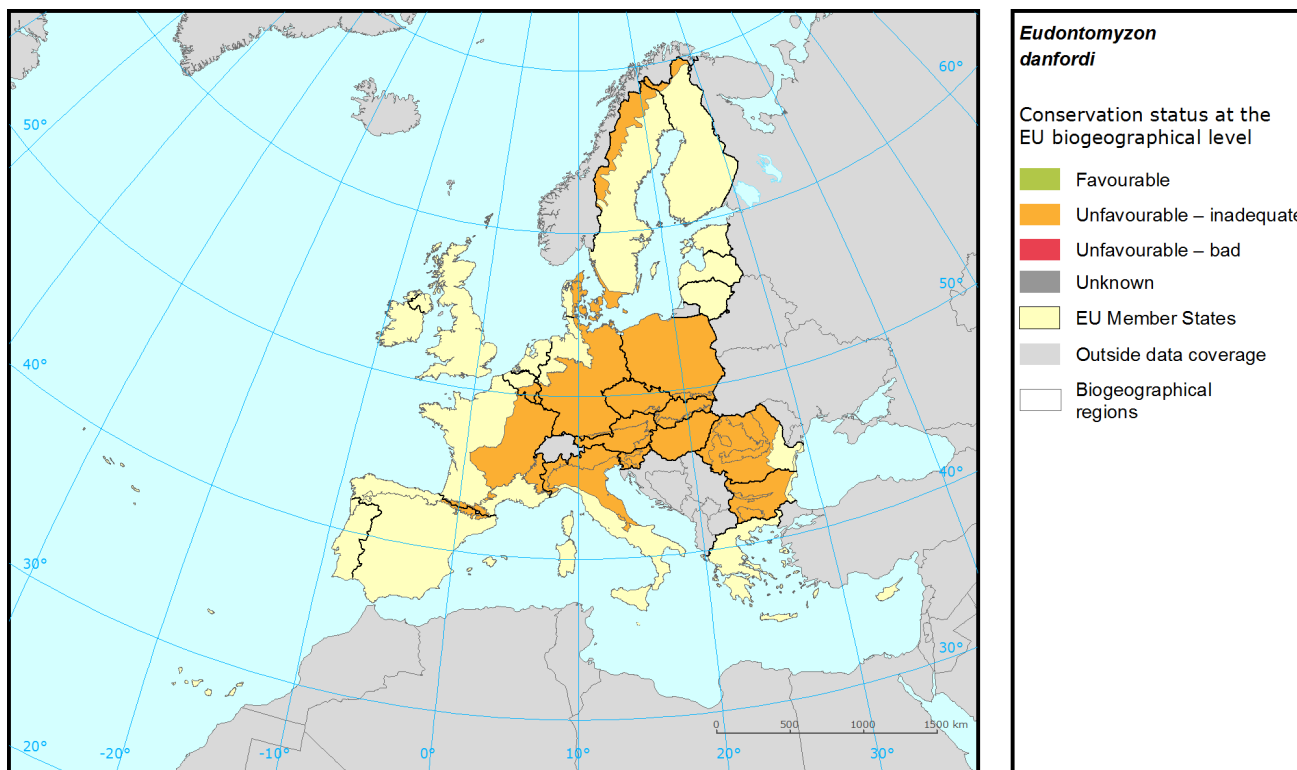 Eudontomyzon
danfordi
Conservation status at the
EU biogeographical level
Favourable
Unfavourable – inadequate
Unfavourable – bad
Unknown
EU Member States
Outside data coverage
Biogeographical
regions
60°
50°
50°
40°
40°
30°
30°
0 500 1000 1500 km
20° -20° -10° 0° 10° 20° 30°